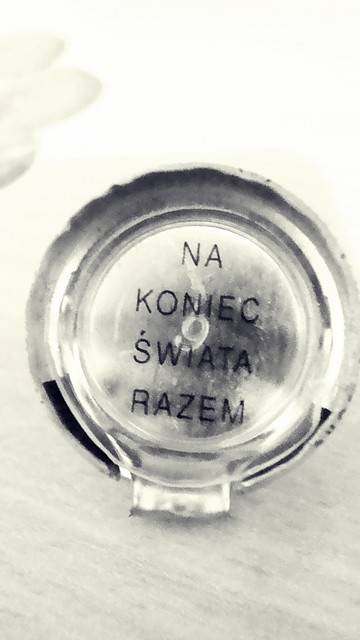 NA
KONIEC
ŚWIATA
RAZEM